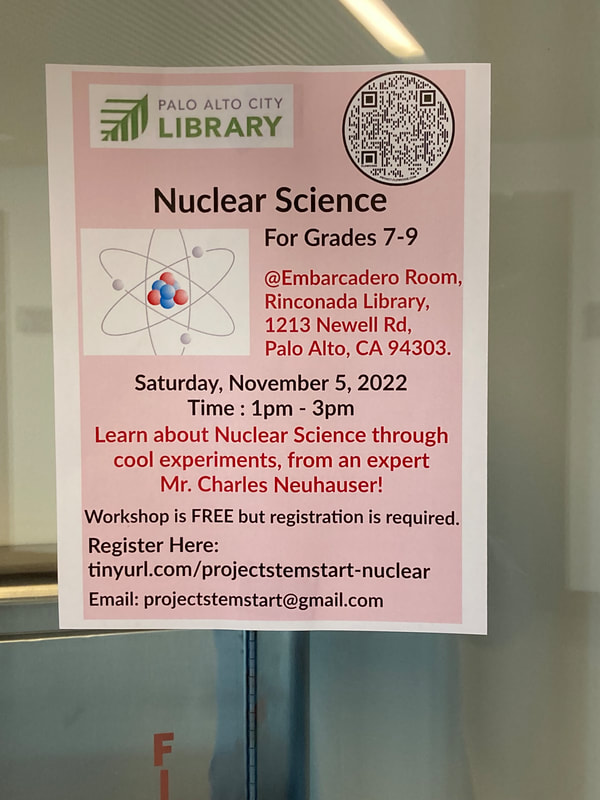 PALO ALTO CITY
LIBRARY
Nuclear Science
For Grades 7-9
@Embarcadero Room,
Rinconada Library,
1213 Newell Rd,
Palo Alto, CA 94303.
Saturday, November 5, 2022
Time : 1pm - 3pm
Learn about Nuclear Science through
cool experiments, from an expert
Mr. Charles Neuhauser!
Workshop is FREE but registration is required.
Register Here:
tinyurl.com/projectstemstart-nuclear
Email: projectstemstart@gmail.com
F